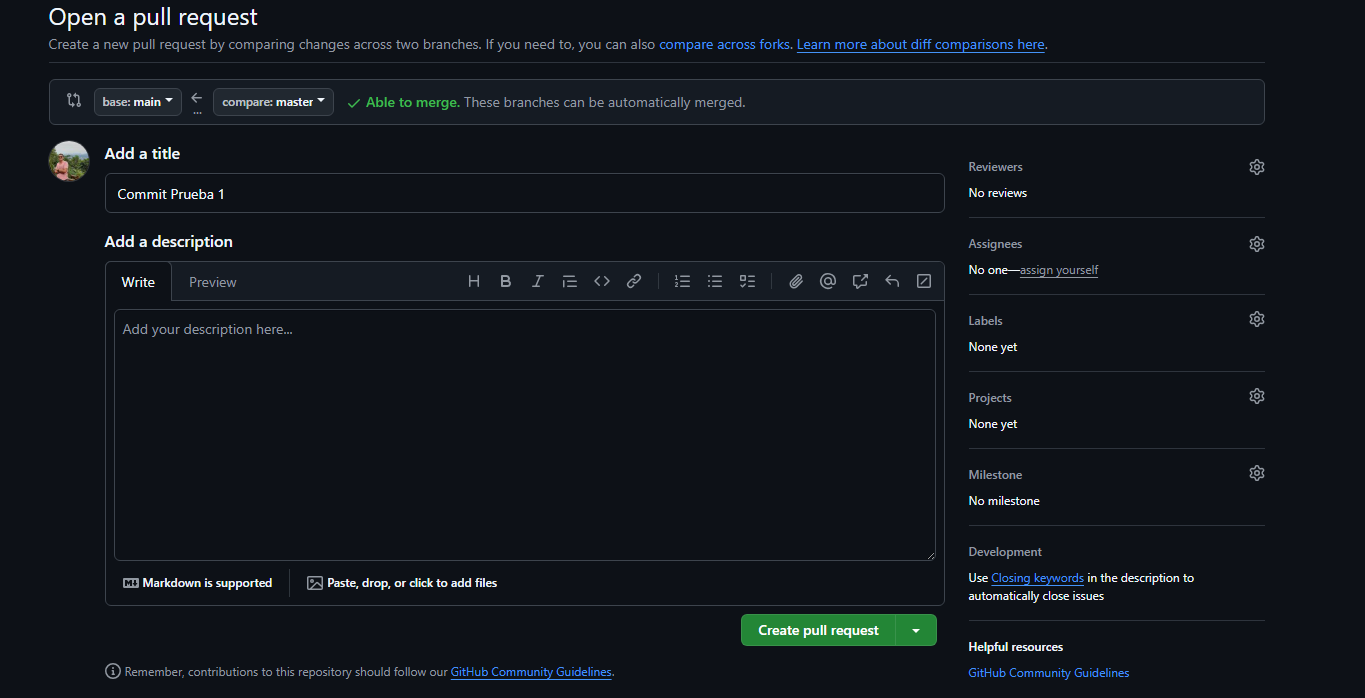 Open a pull request
Create a new pull request by comparing changes across two branches. If you need to, you can also compare across forks. Learn more about diff comparisons here.
base: main
...
compare: master
Able to merge. These branches can be automatically merged.
Add a title
Commit Prueba 1
Add a description
Write
Preview
Add your description here...
Markdown is supported
Paste, drop, or click to add files
Create pull request
Remember, contributions to this repository should follow our GitHub Community Guidelines.
Reviewers
No reviews
Assignees
No one—assign yourself
Labels
None yet
Projects
None yet
Milestone
No milestone
Development
Use Closing keywords in the description to
automatically close issues
Helpful resources
GitHub Community Guidelines